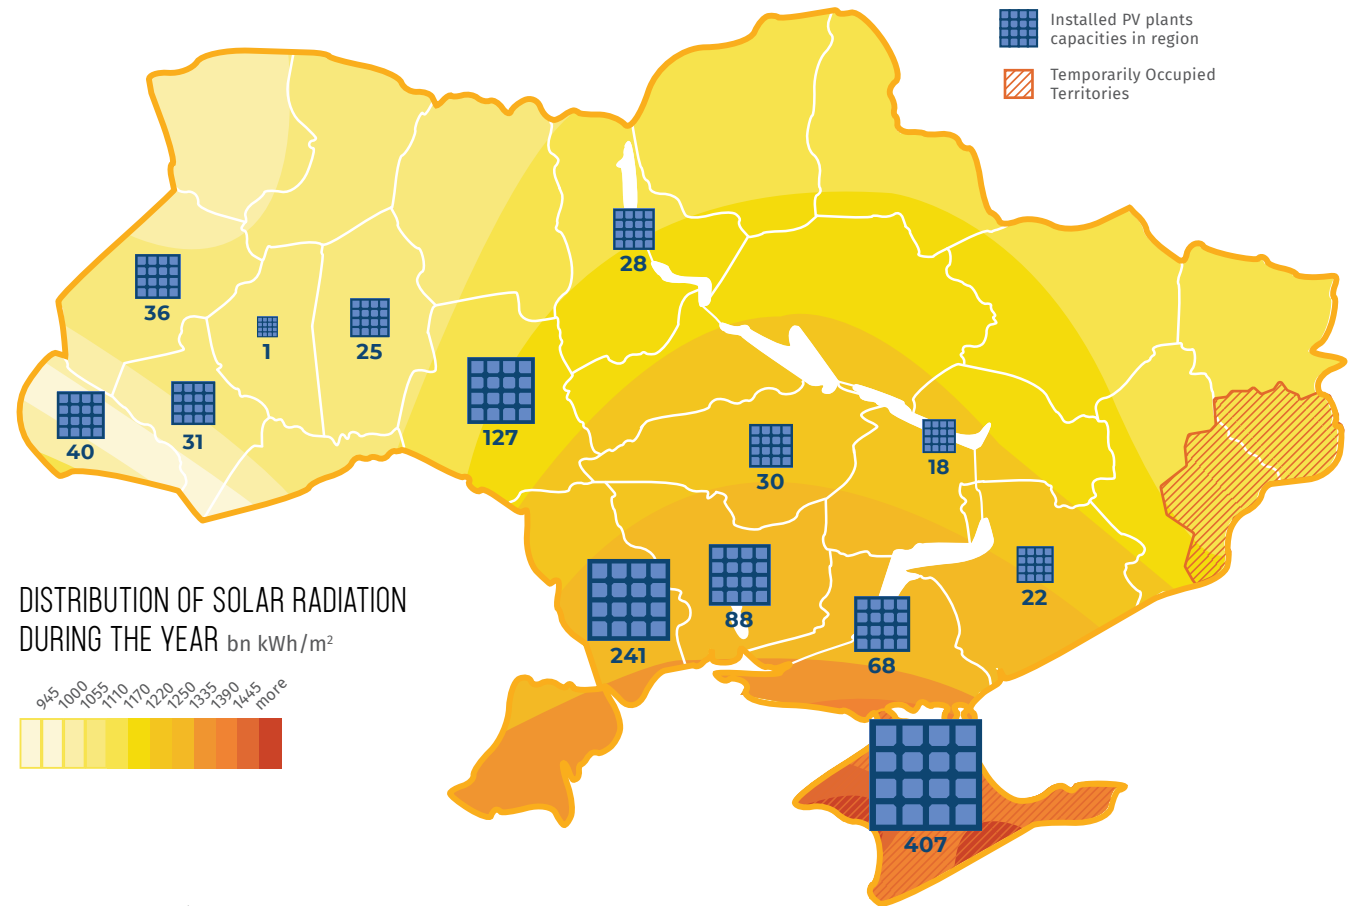 Installed PV plants
capacities in region
Temporarily Occupied
Territories
28
36
1
25
40
31
127
30
18
241
88
68
22
407
DISTRIBUTION OF SOLAR RADIATION
DURING THE YEAR bn kWh/m²
945 1000 1055 1110 1170 1220 1250 1335 1390 1445 more